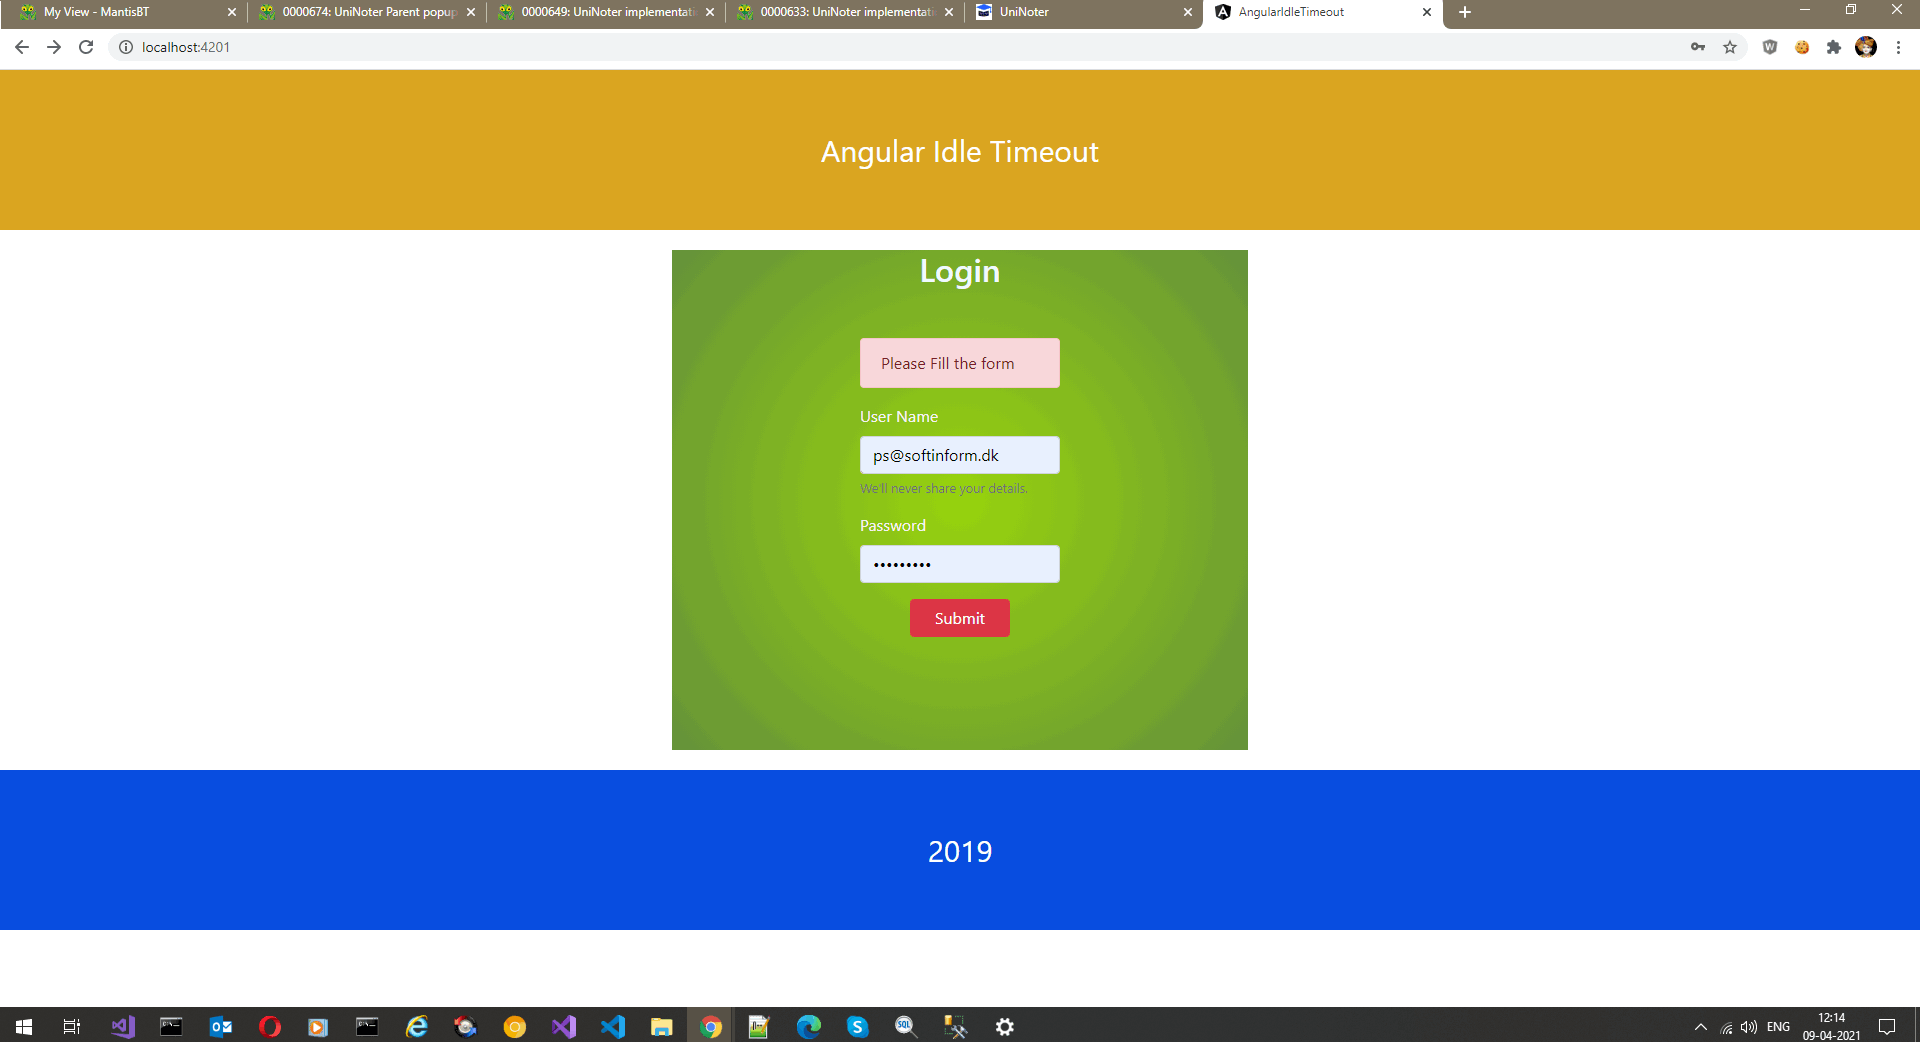 My View - MantisBT
0000674: UniNoter Parent popup
0000649: UniNoter implementati
0000633: UniNoter implementati
UniNoter
AngularIdleTimeout
localhost:4201
Angular Idle Timeout
Login
Please Fill the form
User Name
ps@softinform.dk
We'll never share your details.
Password
•••••••••
Submit
2019
ENG
12:14
09-04-2021